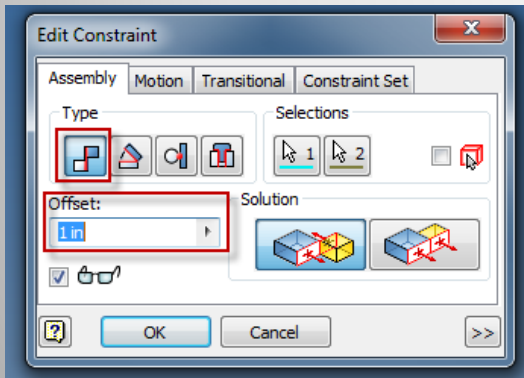 Edit Constraint
Assembly Motion Transitional Constraint Set
Type Selections
1 2
Offset: Solution
1 in
? OK Cancel >>